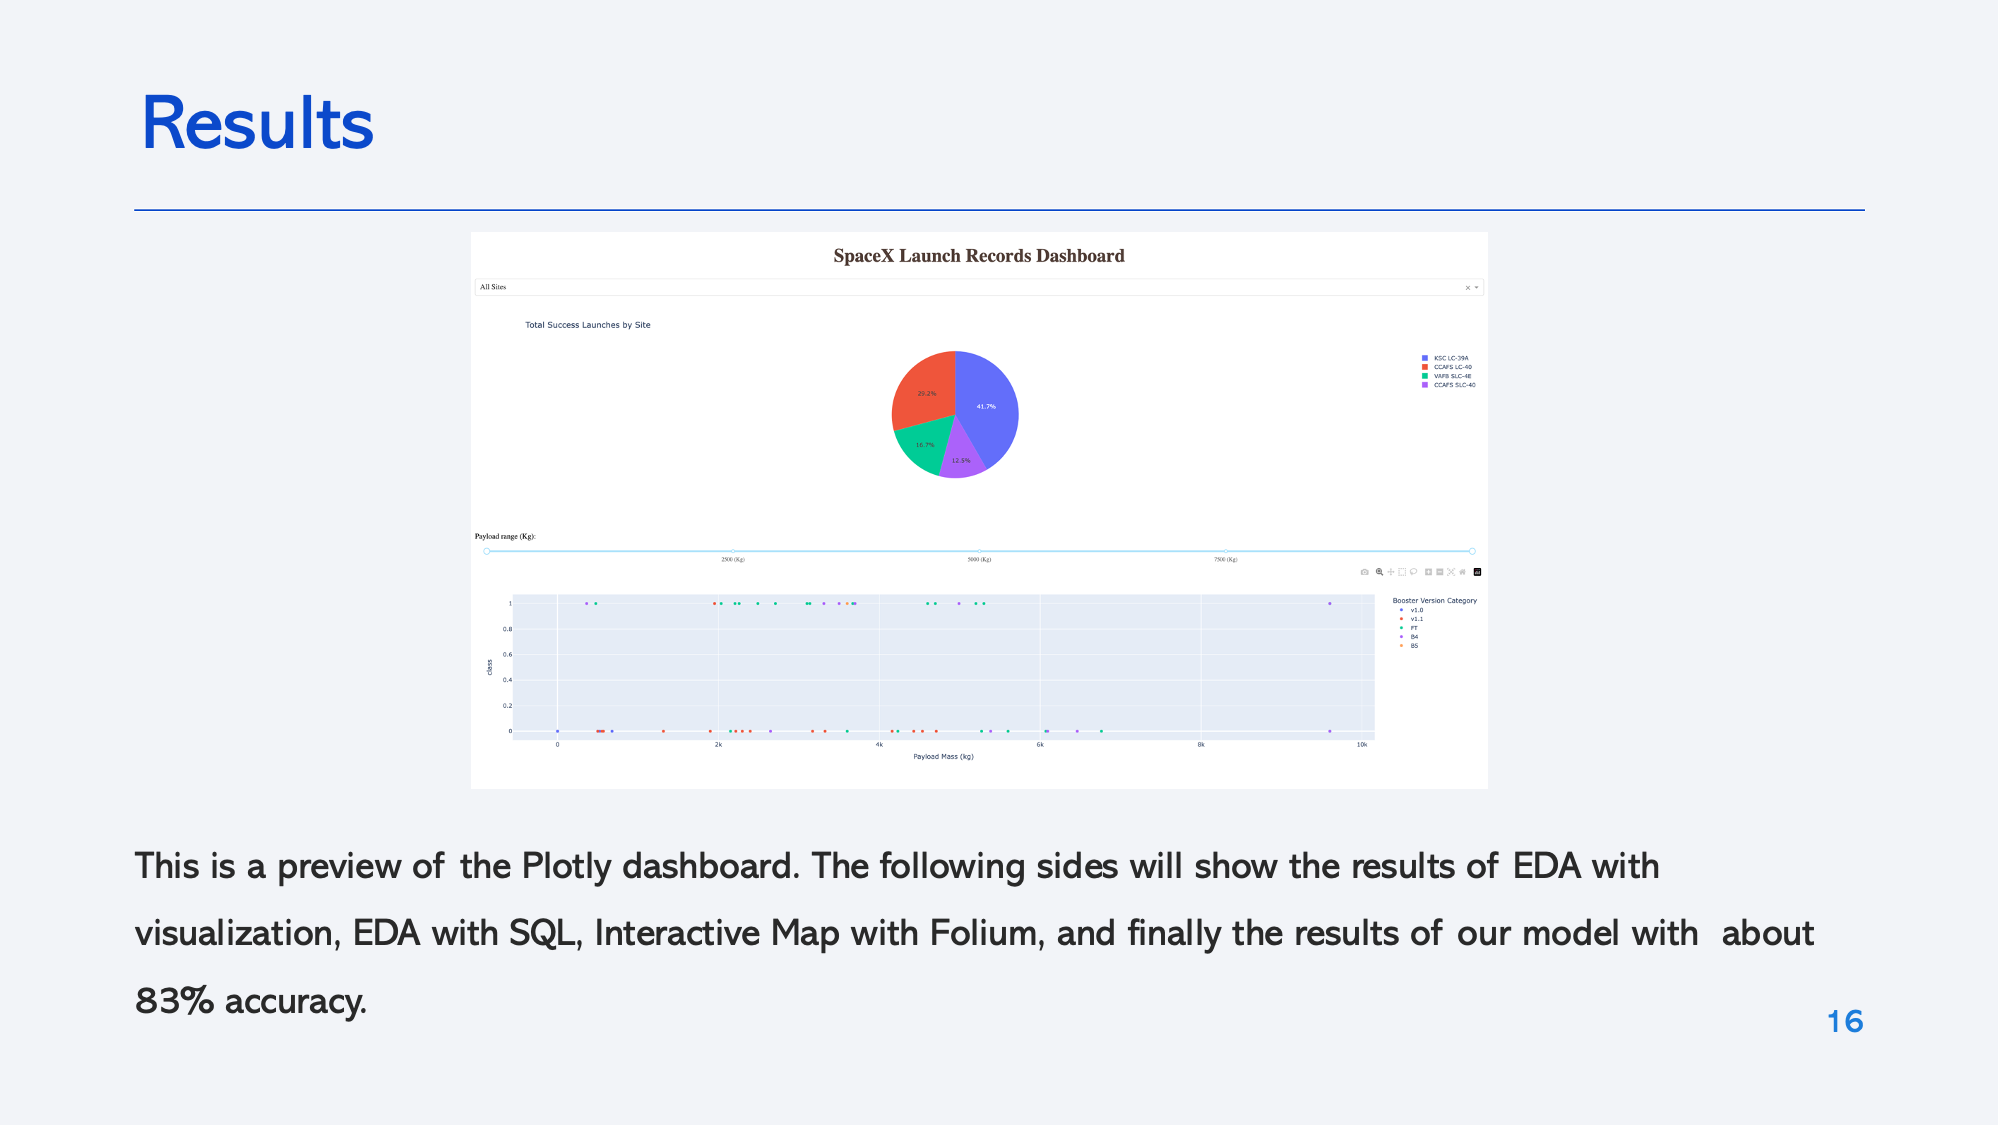 Results
SpaceX Launch Records Dashboard
All Sites
Total Success Launches by Site
KSC LC-39A
CCAFS LC-40
VAFB SLC-4E
CCAFS SLC-40
41.7%
16.7%
12.5%
Payload range (Kg):
2500 (Kg)
5000 (Kg)
7500 (Kg)
Booster Version Category
v1.0
v1.1
FT
B4
B5
class
1
0.8
0.6
0.4
0.2
0
0
2k
4k
6k
8k
10k
Payload Mass (kg)
This is a preview of the Plotly dashboard. The following sides will show the results of EDA with
visualization, EDA with SQL, Interactive Map with Folium, and finally the results of our model with about
83% accuracy.
16